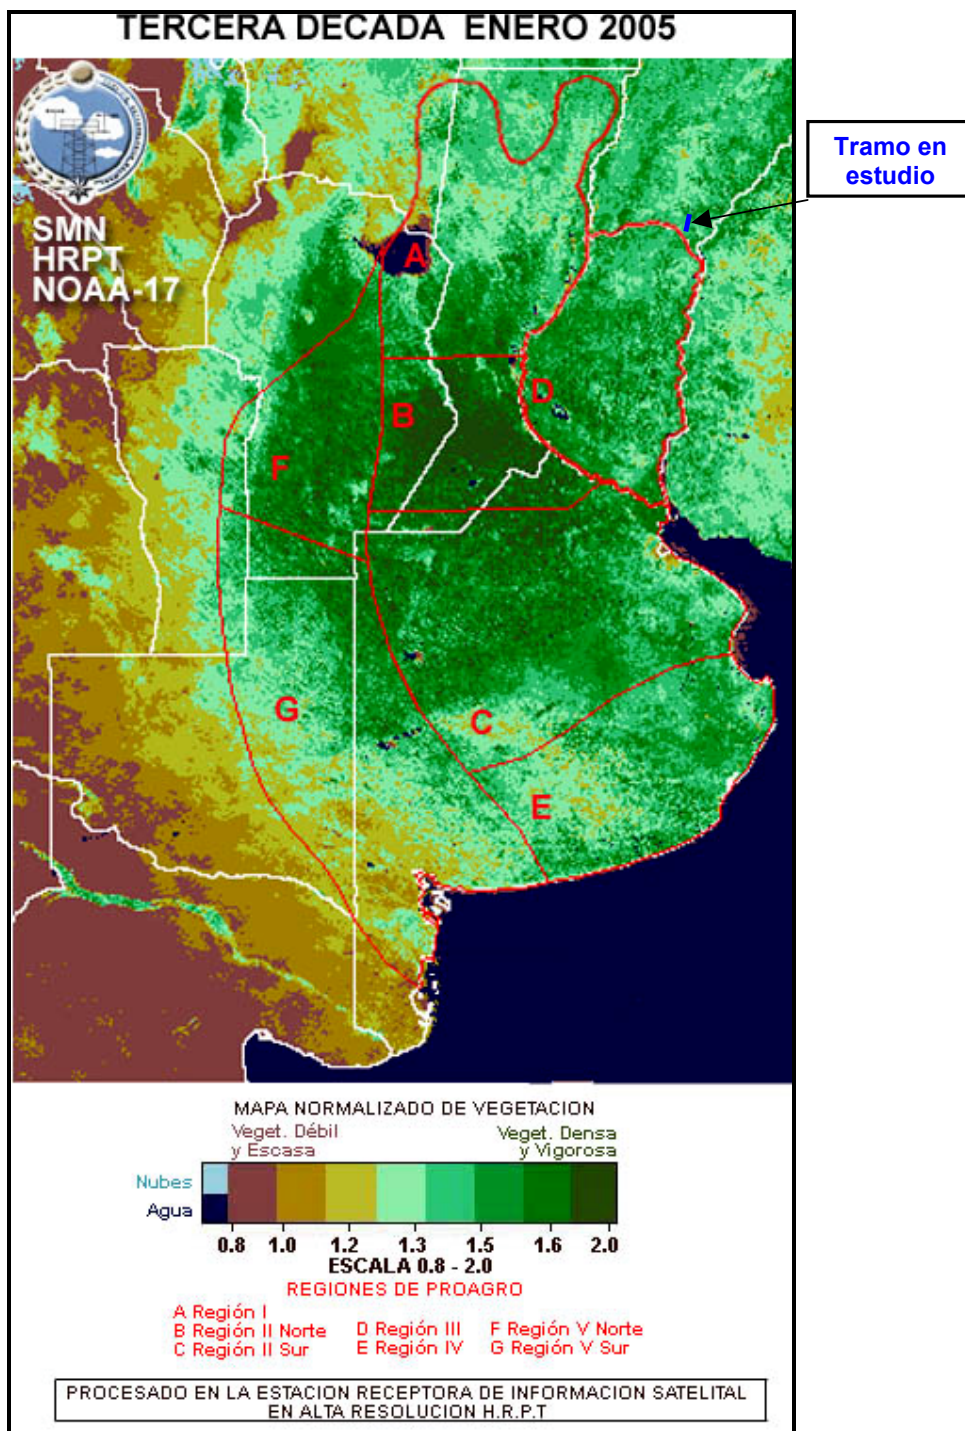 TERCERA DECADA ENERO 2005
SMN
HRPT
NOAA-17
Tramo en
estudio
A
B
D
F
G
C
E
MAPA NORMALIZADO DE VEGETACION
Veget. Débil
y Escasa
Veget. Densa
y Vigorosa
Nubes
Agua
0.8 1.0 1.2 1.3 1.5 1.6 2.0
ESCALA 0.8 - 2.0
REGIONES DE PROAGRO
A Región I
B Región II Norte D Región III F Región V Norte
C Región II Sur E Región IV G Región V Sur
PROCESADO EN LA ESTACION RECEPTORA DE INFORMACION SATELITAL
EN ALTA RESOLUCION H.R.P.T